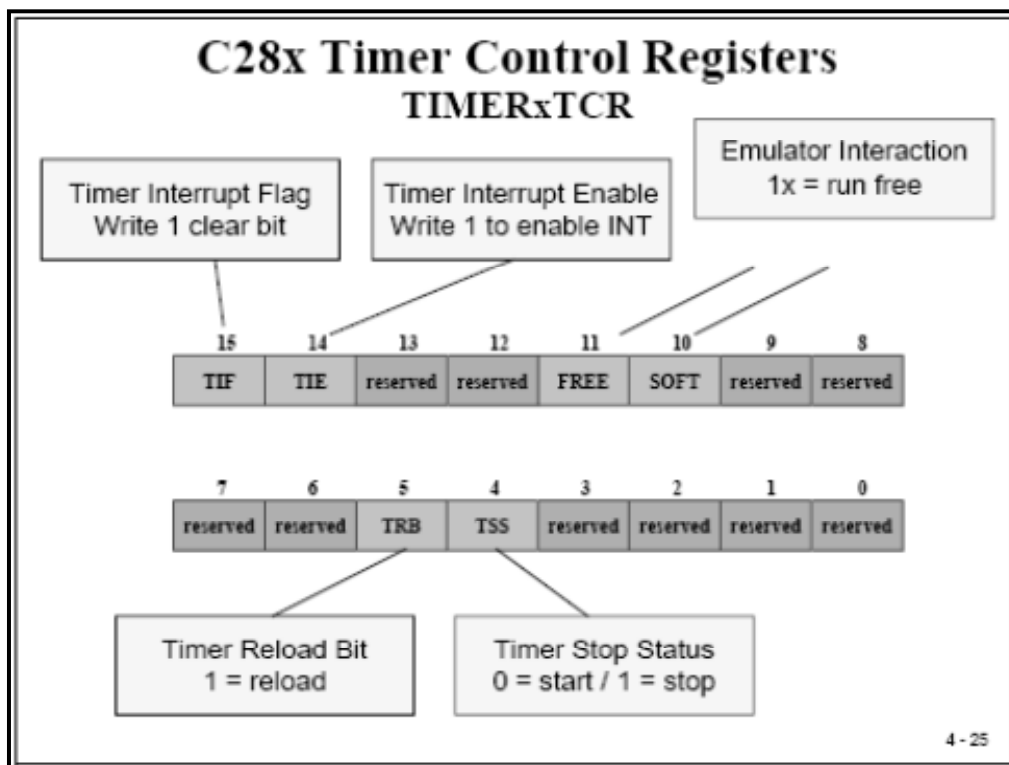 C28x Timer Control Registers
TIMERxTCR
Timer Interrupt Flag
Write 1 clear bit
Timer Interrupt Enable
Write 1 to enable INT
Emulator Interaction
1x = run free
15 14 13 12 11 10 9 8
TIF TIE reserved reserved FREE SOFT reserved reserved
7 6 5 4 3 2 1 0
reserved reserved TRB TSS reserved reserved reserved reserved
Timer Reload Bit
1 = reload
Timer Stop Status
0 = start / 1 = stop
4 - 25